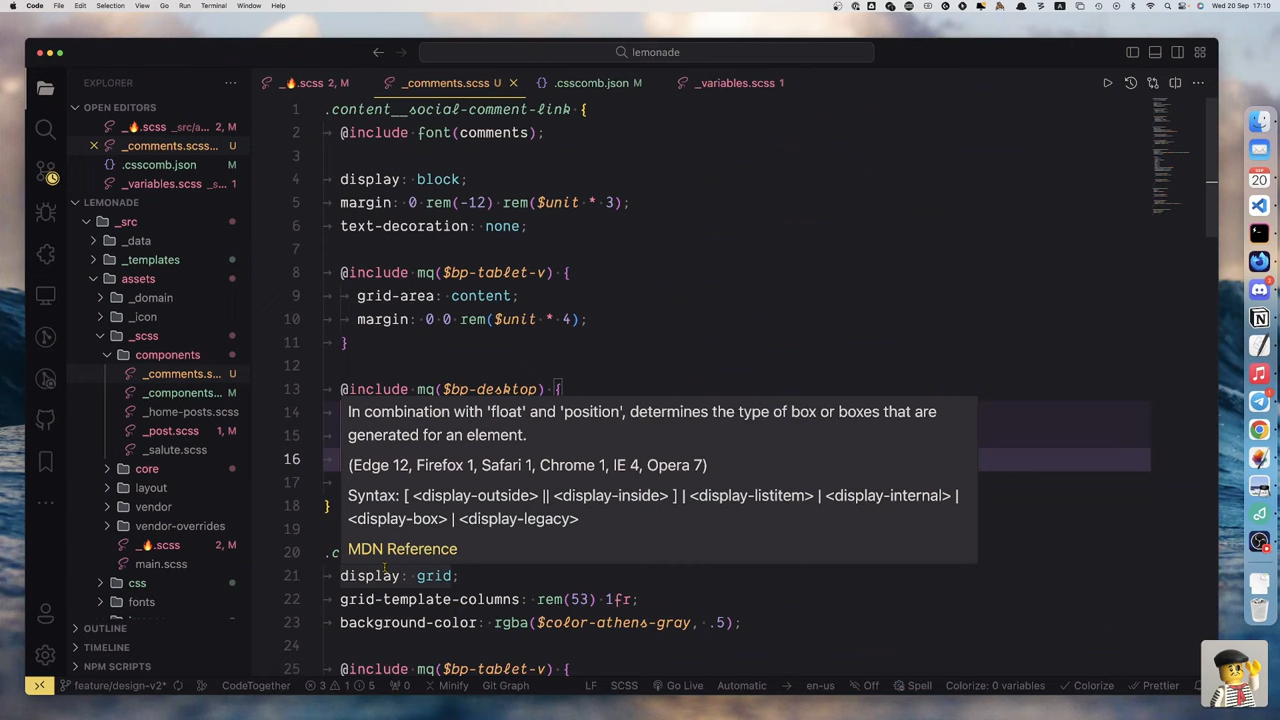 Code File Edit Selection View Go Run Terminal Window Help
Wed 20 Sep 17:10
lemonade
EXPLORER
_🔥.scss 2, M
_comments.scss U
{} .csscomb.json M
_variables.scss 1
OPEN EDITORS
_🔥.scss _src/a... 2, M
_comments.scss... U
{} .csscomb.json M
_variables.scss _s... 1
LEMONADE
_src
_data
_templates
assets
_domain
_icon
_scss
components
_comments.s... U
_components... M
_home-posts.scss
_post.scss 1, M
_salute.scss
core
layout
vendor
vendor-overrides
_🔥.scss 2, M
main.scss
css
fonts
OUTLINE
TIMELINE
NPM SCRIPTS
1 .content__social-comment-link {
2 @include font(comments);
3
4 display: block
5 margin: 0 rem(-12) rem($unit * 3);
6 text-decoration: none;
7
8 @include mq($bp-tablet-v) {
9 grid-area: content;
10 margin: 0 0 rem($unit * 4);
11 }
12
13 @include mq($bp-desktop) {
14
15
16
17
18 }
19
20 .c
In combination with 'float' and 'position', determines the type of box or boxes that are
generated for an element.
(Edge 12, Firefox 1, Safari 1, Chrome 1, IE 4, Opera 7)
Syntax: [ <display-outside> || <display-inside> ] | <display-listitem> | <display-internal> |
<display-box> | <display-legacy>
MDN Reference
21 display: grid;
22 grid-template-columns: rem(53) 1fr;
23 background-color: rgba($color-athens-gray, .5);
24
25 @include mq($bp-tablet-v) {
feature/design-v2* CodeTogether 3 1 5 0 Minify Git Graph LF SCSS Go Live Automatic en-us Off Spell Colorize: 0 variables Colorize Prettier